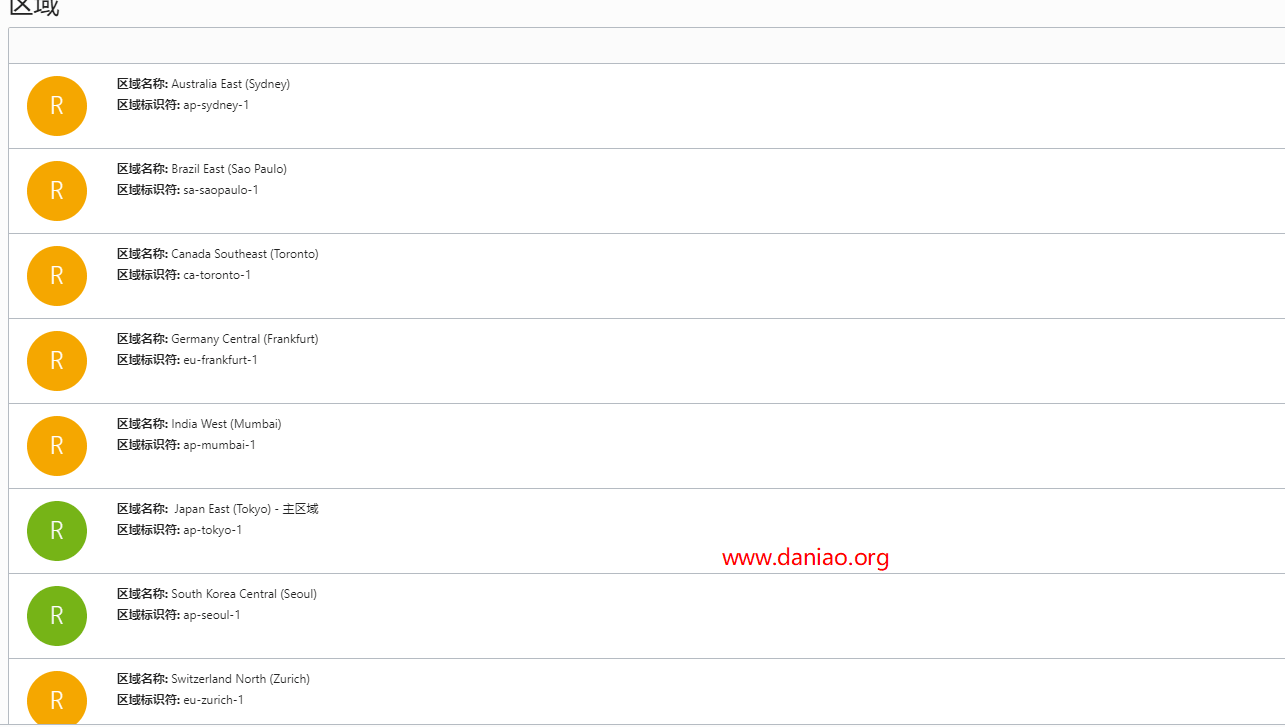 区域
R
区域名称: Australia East (Sydney)
区域标识符: ap-sydney-1
R
区域名称: Brazil East (Sao Paulo)
区域标识符: sa-saopaulo-1
R
区域名称: Canada Southeast (Toronto)
区域标识符: ca-toronto-1
R
区域名称: Germany Central (Frankfurt)
区域标识符: eu-frankfurt-1
R
区域名称: India West (Mumbai)
区域标识符: ap-mumbai-1
R
区域名称: Japan East (Tokyo) - 主区域
区域标识符: ap-tokyo-1
www.daniao.org
R
区域名称: South Korea Central (Seoul)
区域标识符: ap-seoul-1
R
区域名称: Switzerland North (Zurich)
区域标识符: eu-zurich-1